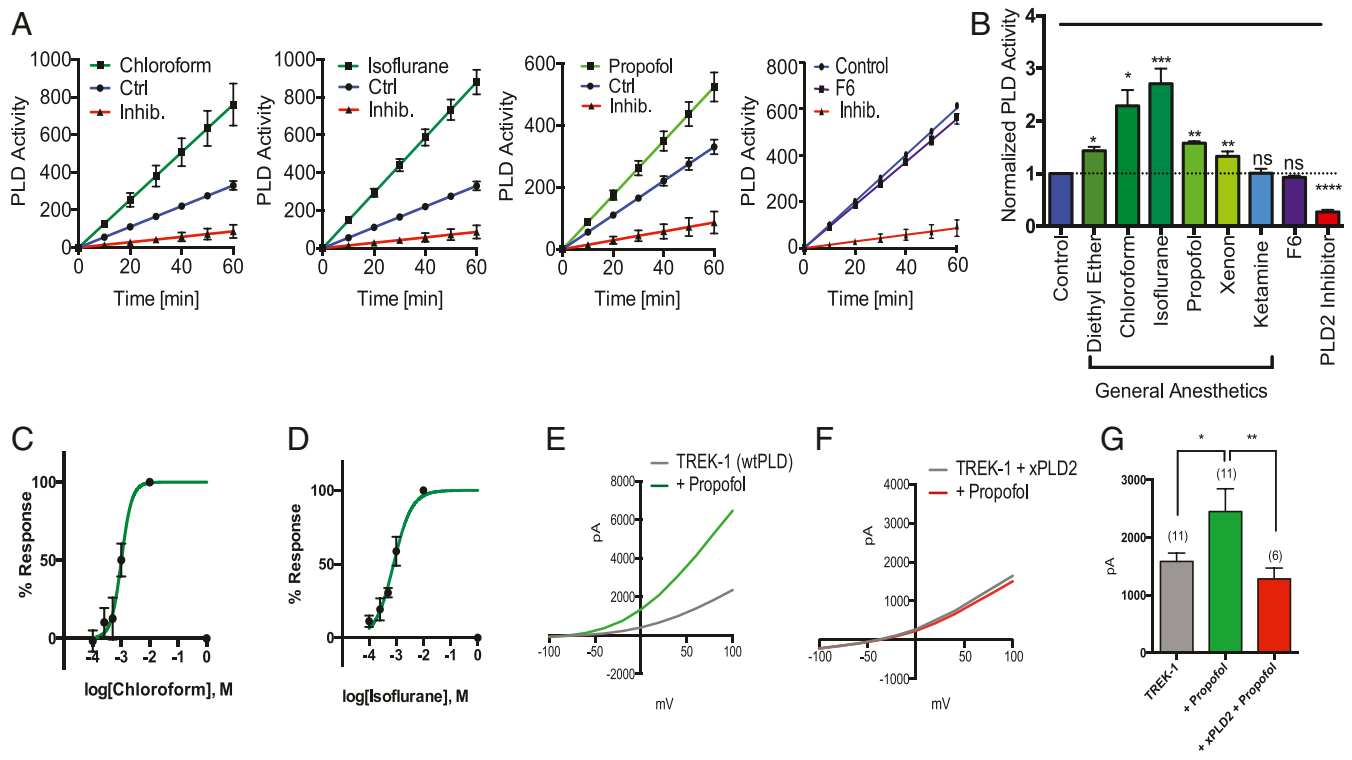 A
PLD Activity
1000
800
600
400
200
0
Chloroform
Ctrl
Inhib.
0 20 40 60
Time [min]
PLD Activity
1000
800
600
400
200
0
Isoflurane
Ctrl
Inhib.
0 20 40 60
Time [min]
PLD Activity
600
400
200
0
Propofol
Ctrl
Inhib.
0 20 40 60
Time [min]
PLD Activity
800
600
400
200
0
Control
F6
Inhib.
0 20 40 60
Time [min]
B
Normalized PLD Activity
4
3
2
1
0
* * *** ** ** ns ns ****
Control
Diethyl Ether
Chloroform
Isoflurane
Propofol
Xenon
Ketamine
F6
PLD2 Inhibitor
General Anesthetics
C
% Response
100
50
0
-4 -3 -2 -1 0
log[Chloroform], M
D
% Response
100
50
0
-4 -3 -2 -1 0
log[Isoflurane], M
E
TREK-1 (wtPLD)
+ Propofol
pA
8000
6000
4000
2000
-2000
-100 -50 50 100
mV
F
TREK-1 + xPLD2
+ Propofol
pA
4000
3000
2000
1000
-1000
-100 -50 50 100
mV
G
* **
(11) (11) (6)
pA
3000
2000
1000
0
TREK-1
+ Propofol
+ xPLD2 + Propofol